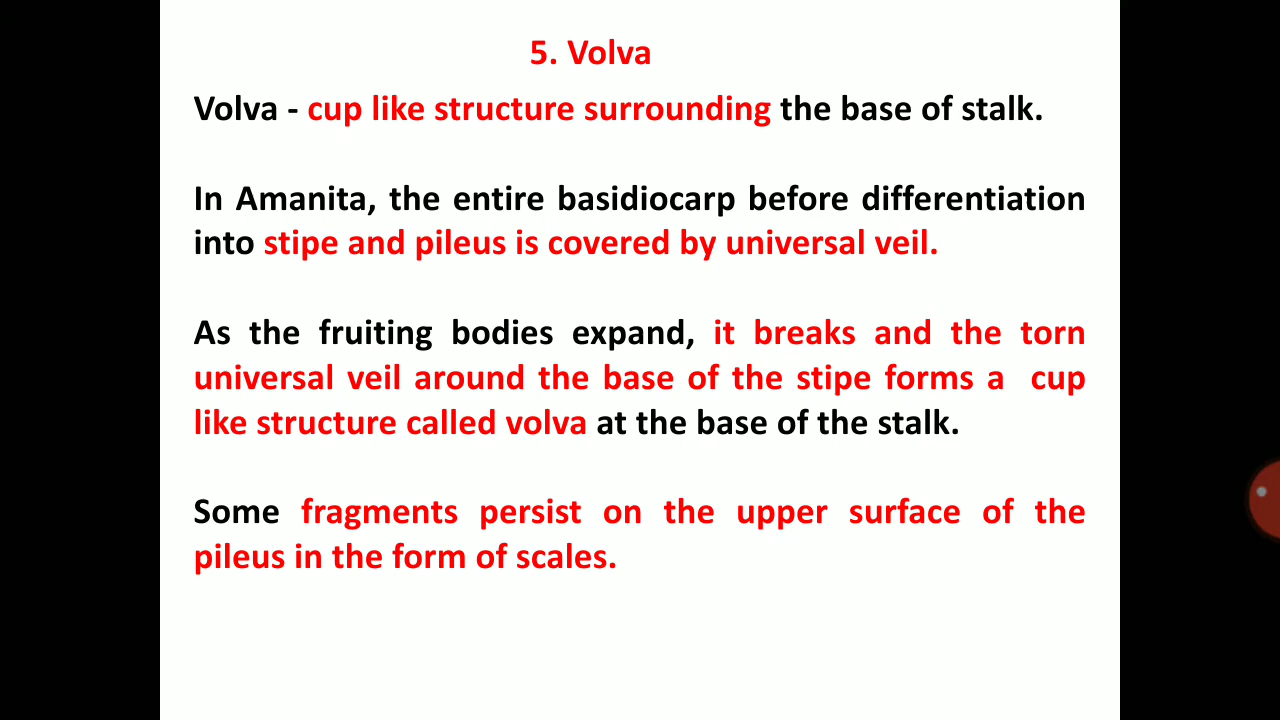 5. Volva
Volva - cup like structure surrounding the base of stalk.
In Amanita, the entire basidiocarp before differentiation
into stipe and pileus is covered by universal veil.
As the fruiting bodies expand, it breaks and the torn
universal veil around the base of the stipe forms a cup
like structure called volva at the base of the stalk.
Some fragments persist on the upper surface of the
pileus in the form of scales.